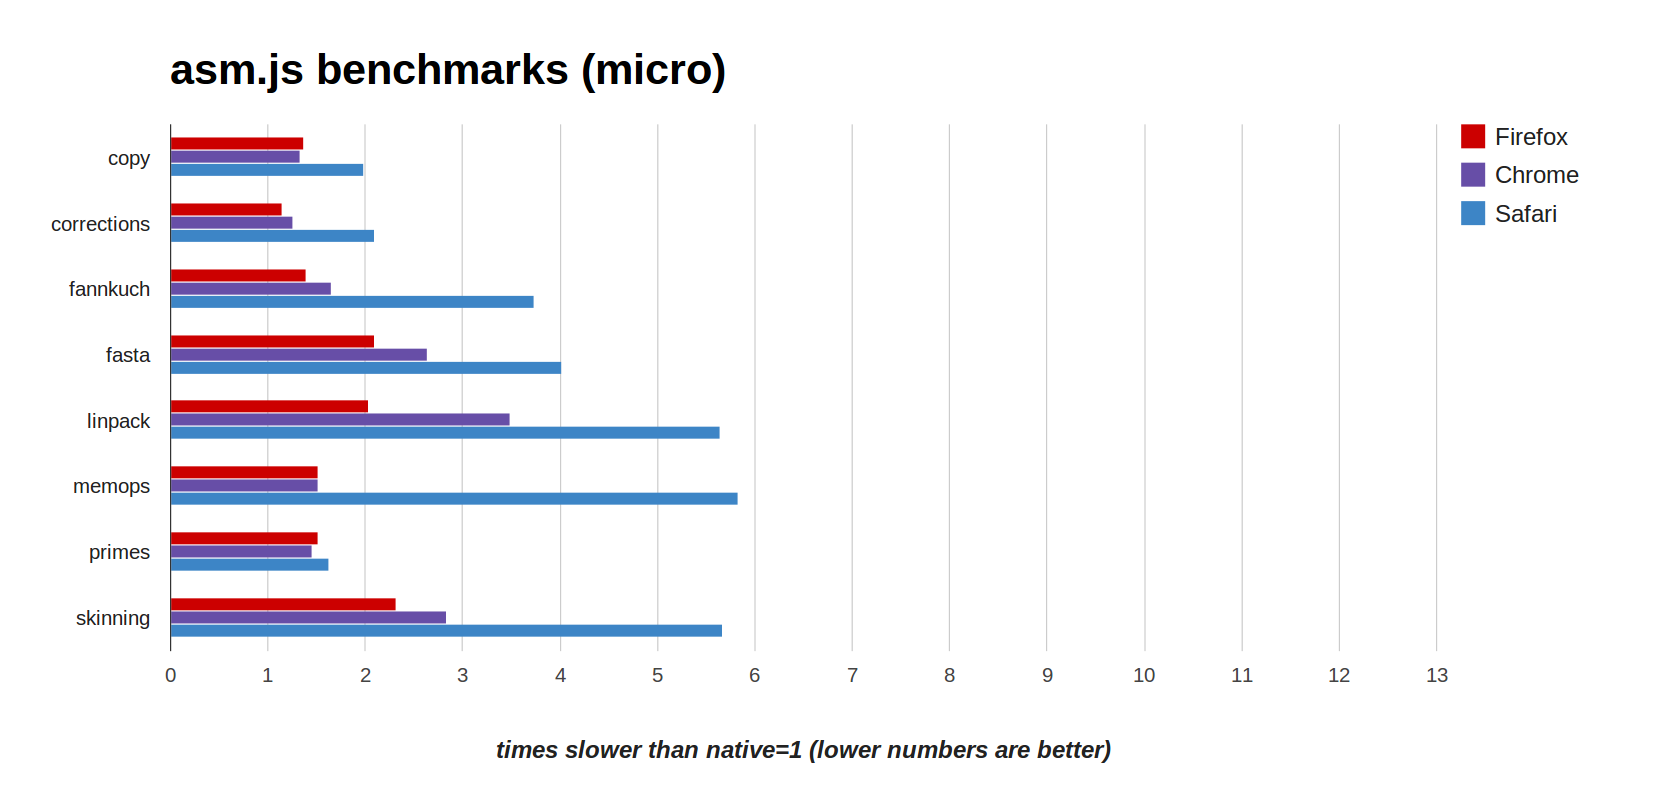 asm.js benchmarks (micro)
Firefox
Chrome
Safari
copy
corrections
fannkuch
fasta
linpack
memops
primes
skinning
0 1 2 3 4 5 6 7 8 9 10 11 12 13
times slower than native=1 (lower numbers are better)